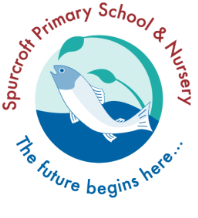 Spurcroft Primary School & Nursery
The future begins here...